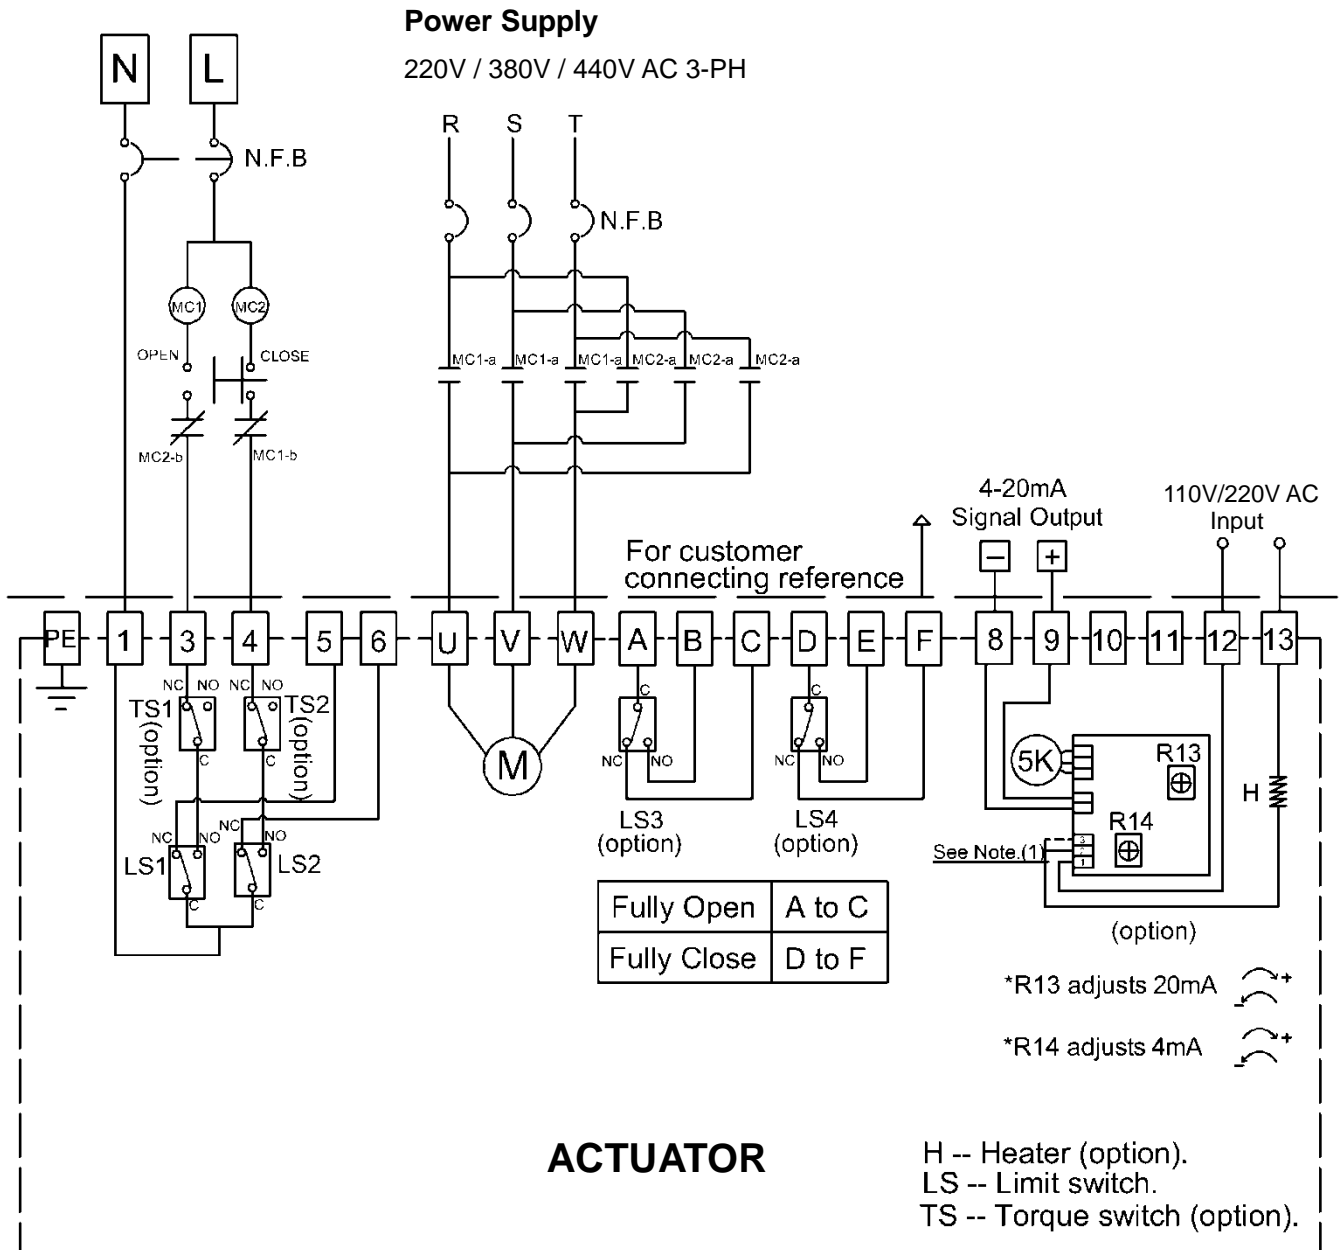 Power Supply
220V / 380V / 440V AC 3-PH
N L
R S T
N.F.B
N.F.B
MC1 MC2
OPEN CLOSE
MC1-a MC1-a MC1-a MC2-a MC2-a MC2-a
MC2-b MC1-b
4-20mA
Signal Output
110V/220V AC
Input
For customer
connecting reference
− +
PE 1 3 4 5 6 U V W A B C D E F 8 9 10 11 12 13
NC NO NC NO
TS1 (option) TS2 (option)
C C
C C
NC NO NC NO
M
5K R13
H
NC NO NC NO
LS1 LS2
C C
LS3
(option)
LS4
(option)
R14
3
2
1
See Note.(1)
Fully Open A to C
Fully Close D to F
(option)
*R13 adjusts 20mA + -
*R14 adjusts 4mA + -
ACTUATOR
H -- Heater (option).
LS -- Limit switch.
TS -- Torque switch (option).